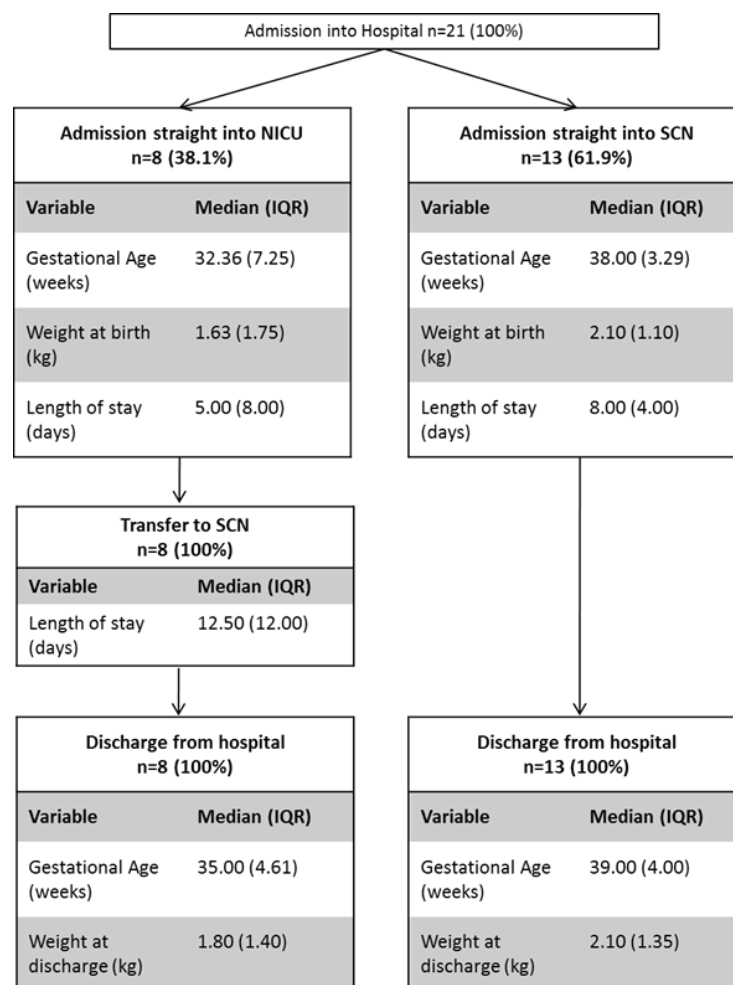 Admission into Hospital n=21 (100%)
Admission straight into NICU
n=8 (38.1%)
Variable Median (IQR)
Gestational Age 32.36 (7.25)
(weeks)
Weight at birth 1.63 (1.75)
(kg)
Length of stay 5.00 (8.00)
(days)
Transfer to SCN
n=8 (100%)
Variable Median (IQR)
Length of stay 12.50 (12.00)
(days)
Discharge from hospital
n=8 (100%)
Variable Median (IQR)
Gestational Age 35.00 (4.61)
(weeks)
Weight at 1.80 (1.40)
discharge (kg)
Admission straight into SCN
n=13 (61.9%)
Variable Median (IQR)
Gestational Age 38.00 (3.29)
(weeks)
Weight at birth 2.10 (1.10)
(kg)
Length of stay 8.00 (4.00)
(days)
Discharge from hospital
n=13 (100%)
Variable Median (IQR)
Gestational Age 39.00 (4.00)
(weeks)
Weight at 2.10 (1.35)
discharge (kg)